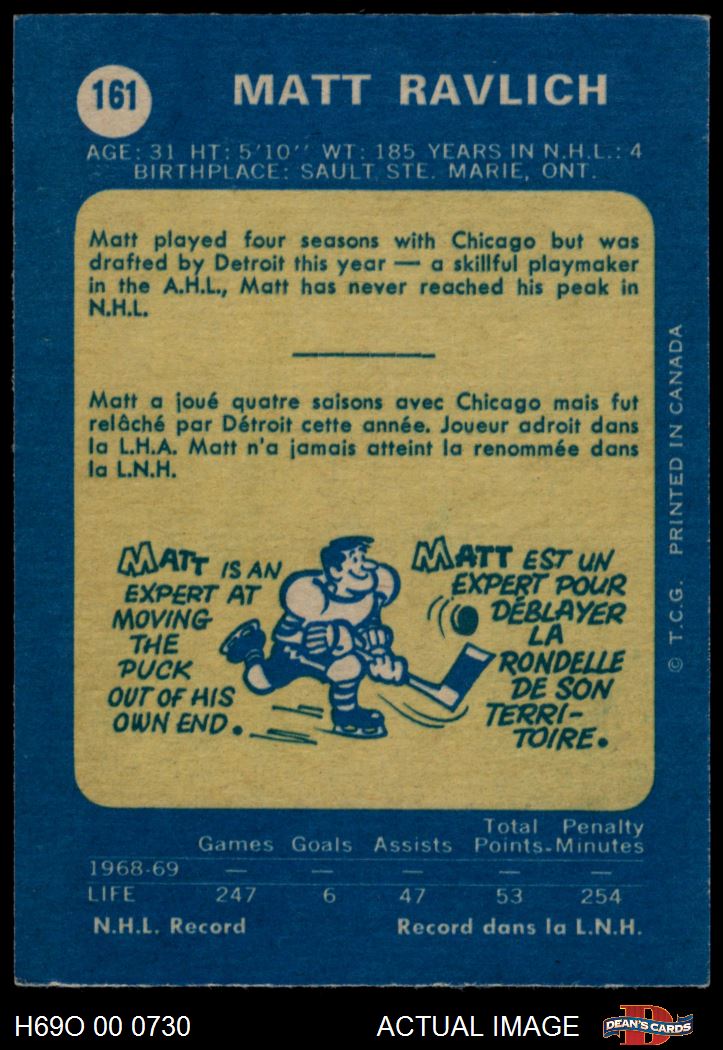 161
MATT RAVLICH
AGE: 31 HT: 5'10'' WT: 185 YEARS IN N.H.L.: 4
BIRTHPLACE: SAULT STE. MARIE, ONT.
Matt played four seasons with Chicago but was
drafted by Detroit this year — a skillful playmaker
in the A.H.L., Matt has never reached his peak in
N.H.L.
Matt a joué quatre saisons avec Chicago mais fut
relâché par Détroit cette année. Joueur adroit dans
la L.H.A. Matt n'a jamais atteint la renommée dans
la L.N.H.
MATT IS AN
EXPERT AT
MOVING
THE
PUCK
OUT OF HIS
OWN END.
MATT EST UN
EXPERT POUR
DÉBLAYER
LA
RONDELLE
DE SON
TERRI-
TOIRE.
© T.C.G. PRINTED IN CANADA
Total Penalty
Games Goals Assists Points-Minutes
1968-69 — — — — —
LIFE 247 6 47 53 254
N.H.L. Record Record dans la L.N.H.
H69O 00 0730 ACTUAL IMAGE DEAN'S CARDS